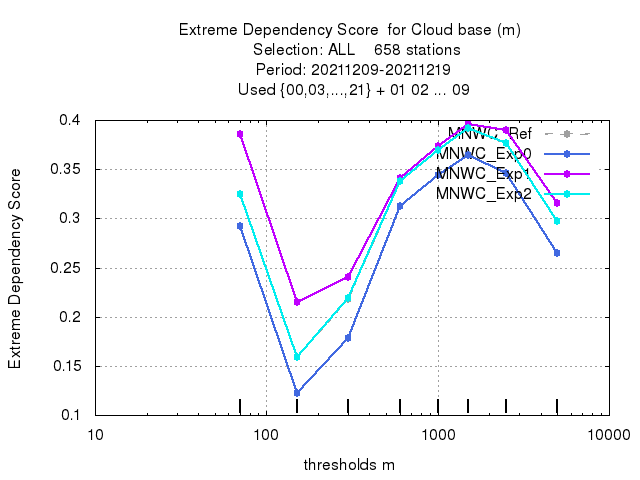 Extreme Dependency Score  for Cloud base (m)
Selection: ALL    658 stations
Period: 20211209-20211219
Used {00,03,...,21} + 01 02 ... 09
0.4
0.35
0.3
0.25
0.2
0.15
0.1
Extreme Dependency Score
MNWC_Ref
MNWC_Exp0
MNWC_Exp1
MNWC_Exp2
10
100
1000
10000
thresholds m